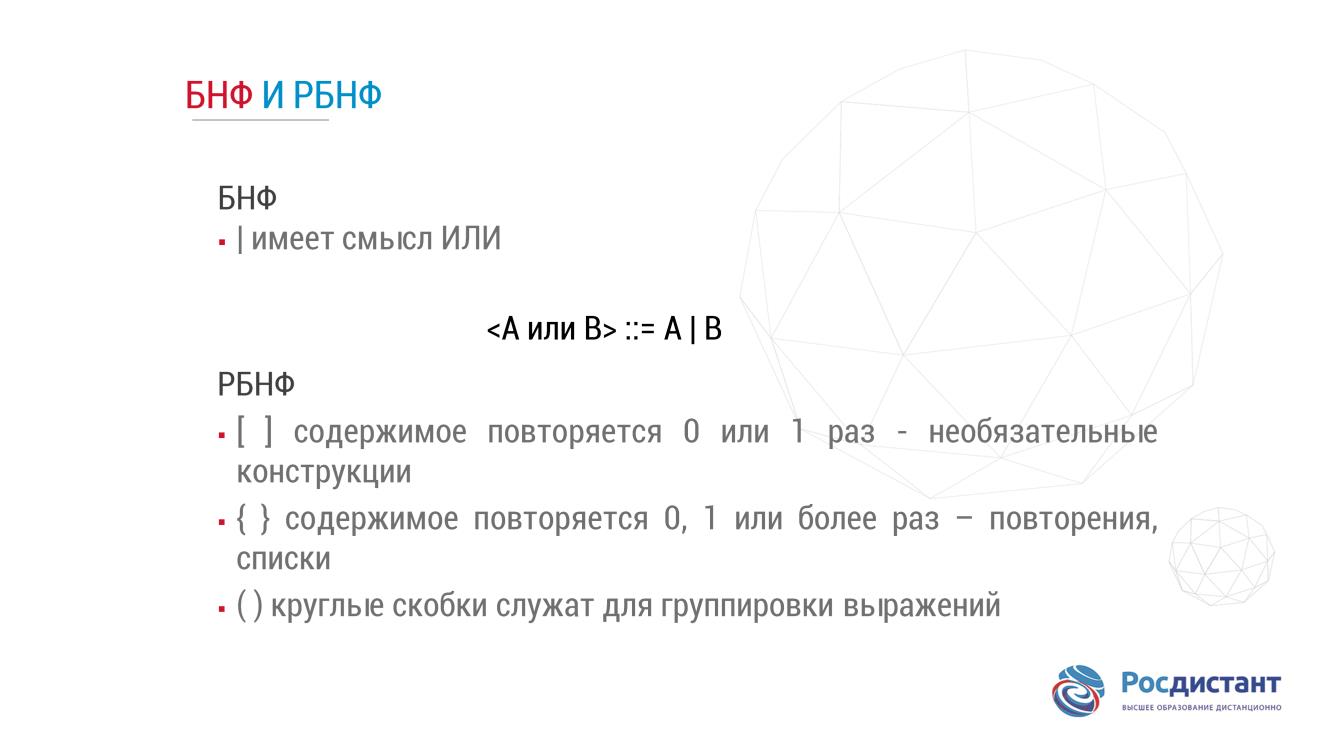 БНФ И РБНФ
БНФ
▪ | имеет смысл ИЛИ
<А или В> ::= А | В
РБНФ
▪ [ ] содержимое повторяется 0 или 1 раз - необязательные
конструкции
▪ { } содержимое повторяется 0, 1 или более раз – повторения,
списки
▪ ( ) круглые скобки служат для группировки выражений
Росдистант
ВЫСШЕЕ ОБРАЗОВАНИЕ ДИСТАНЦИОННО